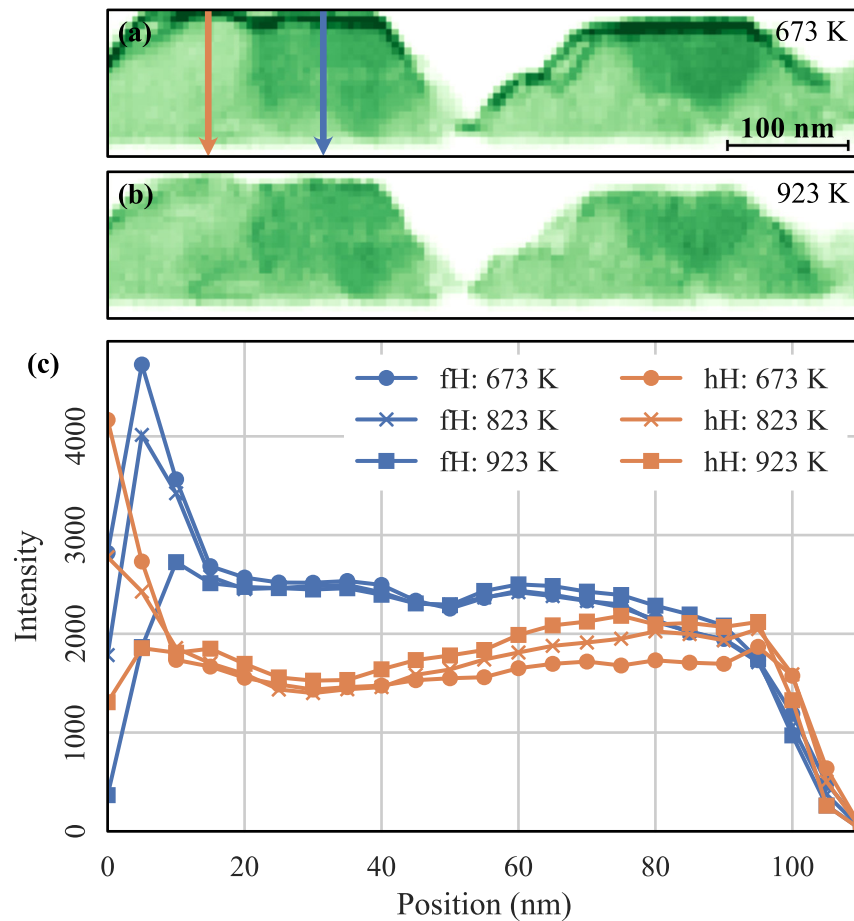 (a) 673 K
100 nm
(b) 923 K
(c)
fH: 673 K hH: 673 K
fH: 823 K hH: 823 K
fH: 923 K hH: 923 K
4000
3000
2000
1000
0
Intensity
0 20 40 60 80 100
Position (nm)